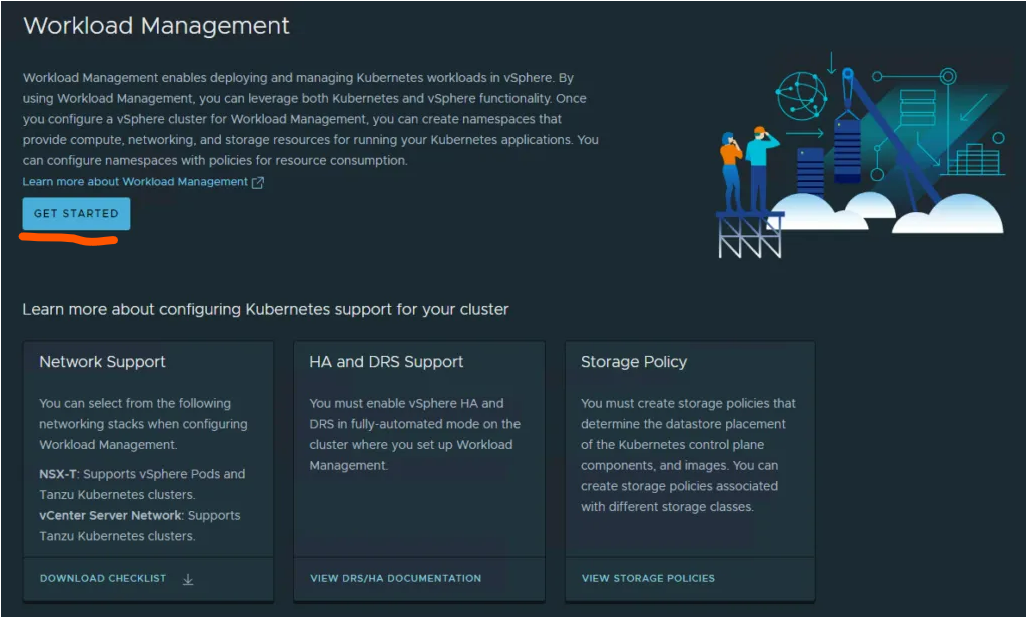 Workload Management
Workload Management enables deploying and managing Kubernetes workloads in vSphere. By
using Workload Management, you can leverage both Kubernetes and vSphere functionality. Once
you configure a vSphere cluster for Workload Management, you can create namespaces that
provide compute, networking, and storage resources for running your Kubernetes applications. You
can configure namespaces with policies for resource consumption.
Learn more about Workload Management
GET STARTED
Learn more about configuring Kubernetes support for your cluster
Network Support
You can select from the following
networking stacks when configuring
Workload Management.
NSX-T: Supports vSphere Pods and
Tanzu Kubernetes clusters.
vCenter Server Network: Supports
Tanzu Kubernetes clusters.
DOWNLOAD CHECKLIST
HA and DRS Support
You must enable vSphere HA and
DRS in fully-automated mode on the
cluster where you set up Workload
Management.
VIEW DRS/HA DOCUMENTATION
Storage Policy
You must create storage policies that
determine the datastore placement
of the Kubernetes control plane
components, and images. You can
create storage policies associated
with different storage classes.
VIEW STORAGE POLICIES